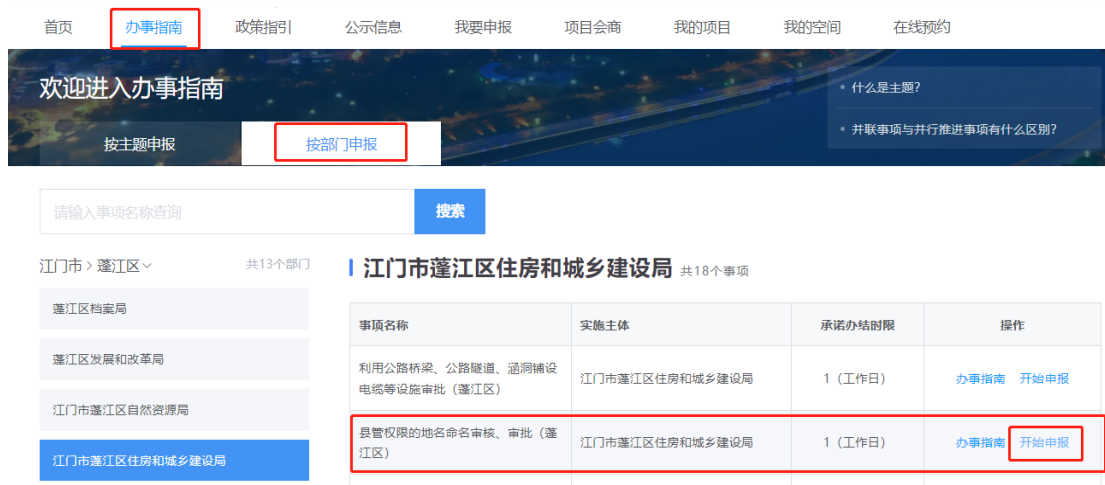 首页 办事指南 政策指引 公示信息 我要申报 项目会商 我的项目 我的空间 在线预约
欢迎进入办事指南
什么是主题?
并联事项与并行推进事项有什么区别?
按主题申报 按部门申报
请输入事项名称查询 搜索
江门市 > 蓬江区 共13个部门
蓬江区档案局
蓬江区发展和改革局
江门市蓬江区自然资源局
江门市蓬江区住房和城乡建设局
江门市蓬江区住房和城乡建设局 共18个事项
事项名称 实施主体 承诺办结时限 操作
利用公路桥梁、公路隧道、涵洞铺设
电缆等设施审批（蓬江区） 江门市蓬江区住房和城乡建设局 1（工作日） 办事指南 开始申报
县管权限的地名命名审核、审批（蓬
江区） 江门市蓬江区住房和城乡建设局 1（工作日） 办事指南 开始申报